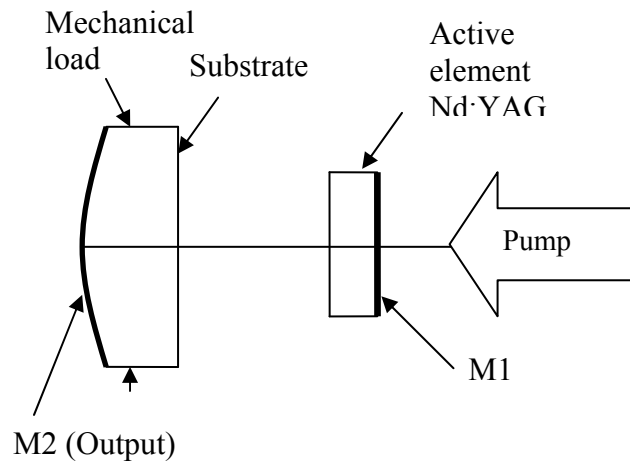 Mechanical
load
Substrate
Active
element
Nd:YAG
Pump
M1
M2 (Output)